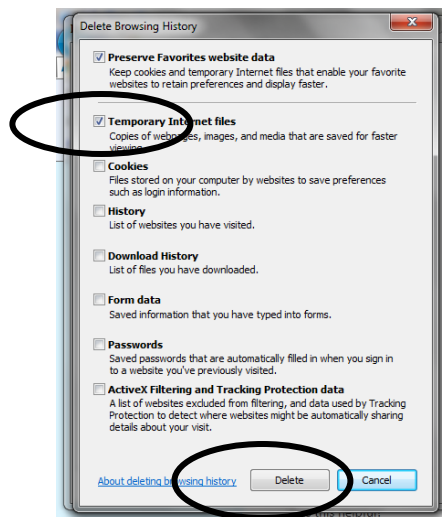 Delete Browsing History
Preserve Favorites website data
Keep cookies and temporary Internet files that enable your favorite
websites to retain preferences and display faster.
Temporary Internet files
Copies of webpages, images, and media that are saved for faster
viewing.
Cookies
Files stored on your computer by websites to save preferences
such as login information.
History
List of websites you have visited.
Download History
List of files you have downloaded.
Form data
Saved information that you have typed into forms.
Passwords
Saved passwords that are automatically filled in when you sign in
to a website you've previously visited.
ActiveX Filtering and Tracking Protection data
A list of websites excluded from filtering, and data used by Tracking
Protection to detect where websites might be automatically sharing
details about your visit.
About deleting browsing history Delete Cancel